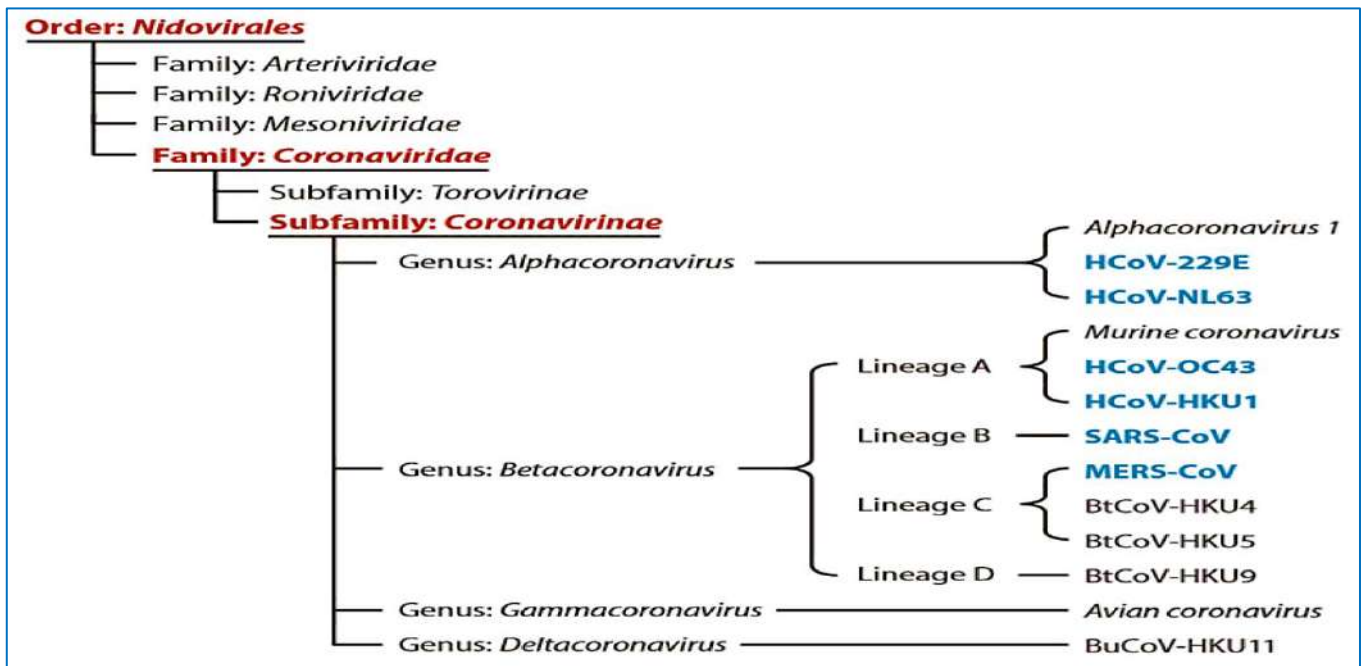 Order: Nidovirales
Family: Arteriviridae
Family: Roniviridae
Family: Mesoniviridae
Family: Coronaviridae
Subfamily: Torovirinae
Subfamily: Coronavirinae
Genus: Alphacoronavirus
Alphacoronavirus 1
HCoV-229E
HCoV-NL63
Genus: Betacoronavirus
Lineage A
Murine coronavirus
HCoV-OC43
HCoV-HKU1
Lineage B
SARS-CoV
Lineage C
MERS-CoV
BtCoV-HKU4
BtCoV-HKU5
Lineage D
BtCoV-HKU9
Genus: Gammacoronavirus
Avian coronavirus
Genus: Deltacoronavirus
BuCoV-HKU11